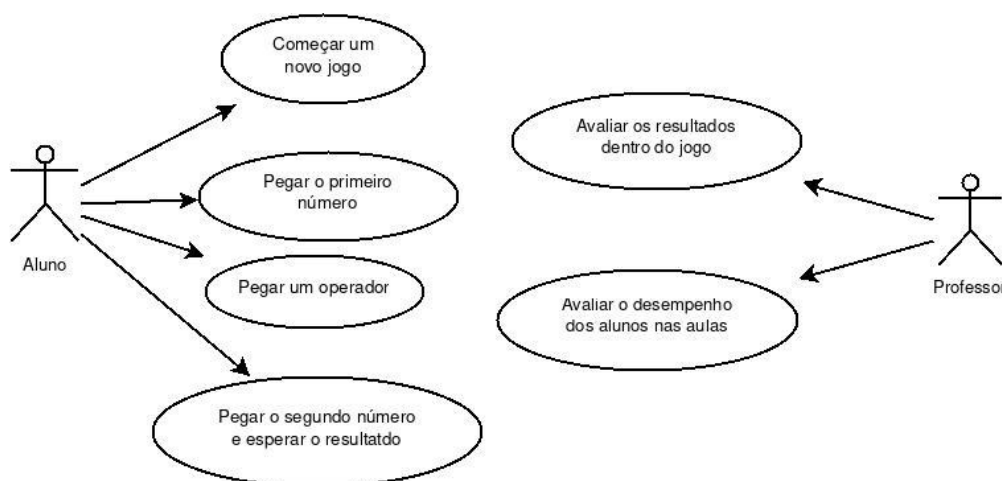 Começar um
novo jogo
Avaliar os resultados
dentro do jogo
Pegar o primeiro
número
Aluno
Pegar um operador
Professor
Avaliar o desempenho
dos alunos nas aulas
Pegar o segundo número
e esperar o resultatdo